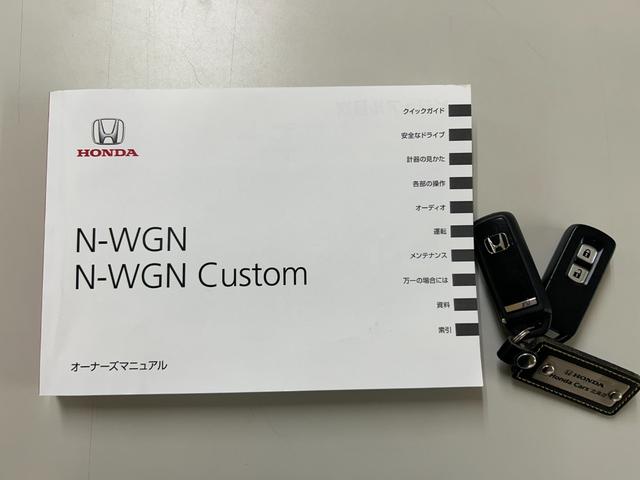 HONDA
N-WGN
N-WGN Custom
オーナーズマニュアル
クイックガイド
安全なドライブ
計器の見かた
各部の操作
オーディオ
運転
メンテナンス
万一の場合には
資料
索引
HONDA
Honda Cars